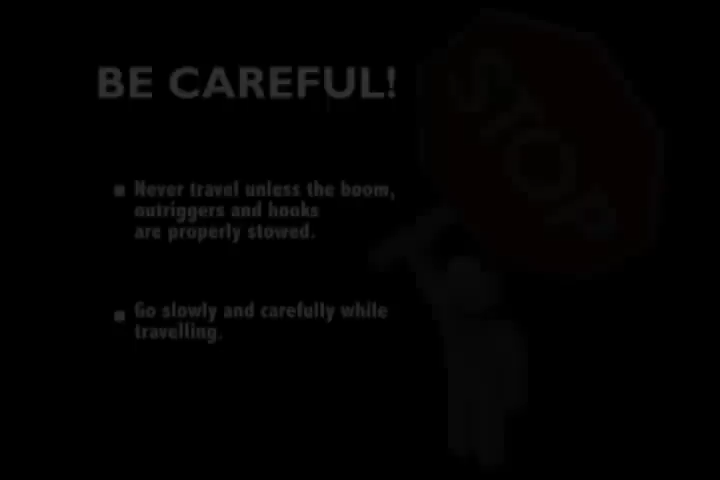 BE CAREFUL!
STOP
Never travel unless the boom,
outriggers and hooks
are properly stowed.
Go slowly and carefully while
travelling.